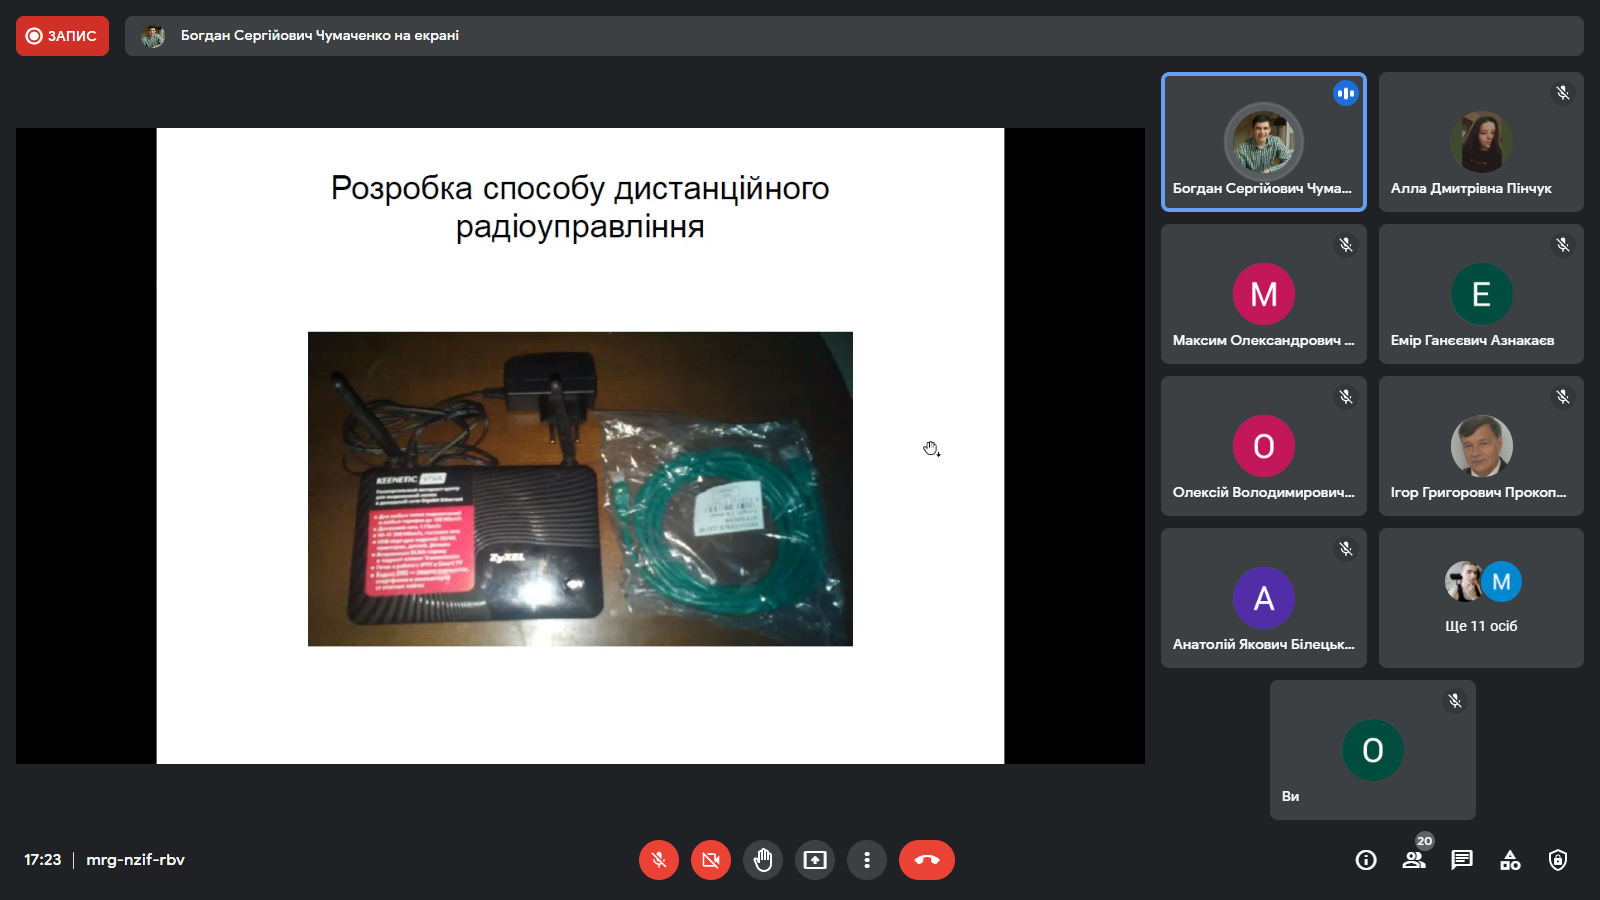 ЗАПИС
Богдан Сергійович Чумаченко на екрані
Розробка способу дистанційного
радіоуправління
KEENETIC VIVA
ZyXEL
Богдан Сергійович Чума...
Алла Дмитрівна Пінчук
М
Максим Олександрович ...
Е
Емір Ганєєвич Азнакаєв
О
Олексій Володимирович...
Ігор Григорович Прокоп...
А
Анатолій Якович Білецьк...
М
Ще 11 осіб
О
Ви
17:23 | mrg-nzif-rbv
20